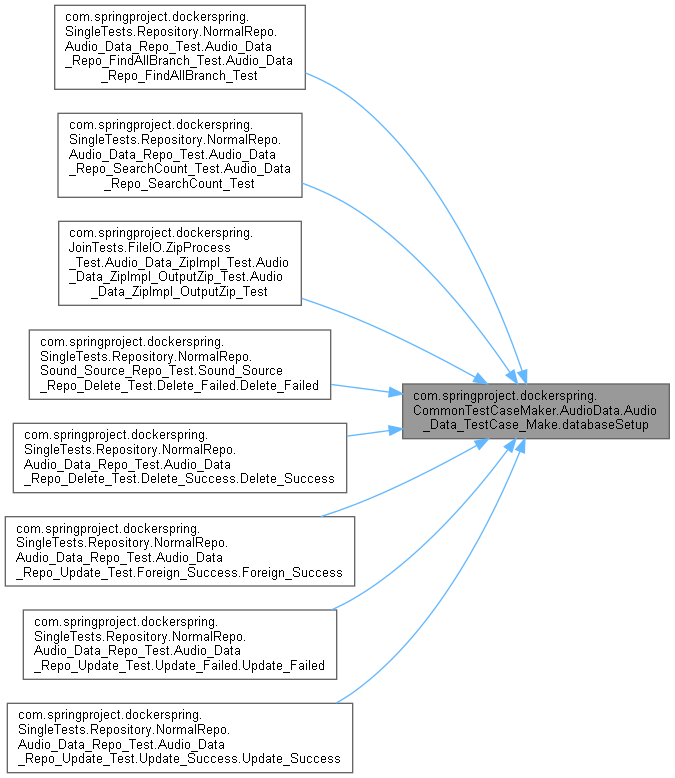 com.springproject.dockerspring.
SingleTests.Repository.NormalRepo.
Audio_Data_Repo_Test.Audio_Data
_Repo_FindAllBranch_Test.Audio_Data
_Repo_FindAllBranch_Test
com.springproject.dockerspring.
SingleTests.Repository.NormalRepo.
Audio_Data_Repo_Test.Audio_Data
_Repo_SearchCount_Test.Audio_Data
_Repo_SearchCount_Test
com.springproject.dockerspring.
JoinTests.FileIO.ZipProcess
_Test.Audio_Data_ZipImpl_Test.Audio
_Data_ZipImpl_OutputZip_Test.Audio
_Data_ZipImpl_OutputZip_Test
com.springproject.dockerspring.
SingleTests.Repository.NormalRepo.
Sound_Source_Repo_Test.Sound_Source
_Repo_Delete_Test.Delete_Failed.Delete_Failed
com.springproject.dockerspring.
CommonTestCaseMaker.AudioData.Audio
_Data_TestCase_Make.databaseSetup
com.springproject.dockerspring.
SingleTests.Repository.NormalRepo.
Audio_Data_Repo_Test.Audio_Data
_Repo_Delete_Test.Delete_Success.Delete_Success
com.springproject.dockerspring.
SingleTests.Repository.NormalRepo.
Audio_Data_Repo_Test.Audio_Data
_Repo_Update_Test.Foreign_Success.Foreign_Success
com.springproject.dockerspring.
SingleTests.Repository.NormalRepo.
Audio_Data_Repo_Test.Audio_Data
_Repo_Update_Test.Update_Failed.Update_Failed
com.springproject.dockerspring.
SingleTests.Repository.NormalRepo.
Audio_Data_Repo_Test.Audio_Data
_Repo_Update_Test.Update_Success.Update_Success